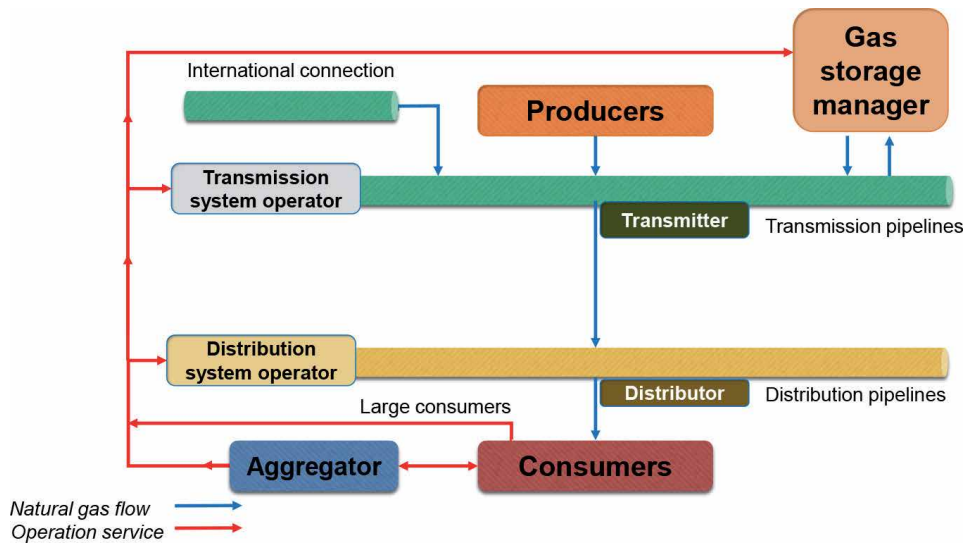 Gas
storage
manager
International connection
Producers
Transmission
system operator
Transmitter
Transmission pipelines
Distribution
system operator
Distributor
Distribution pipelines
Large consumers
Aggregator
Consumers
Natural gas flow
Operation service